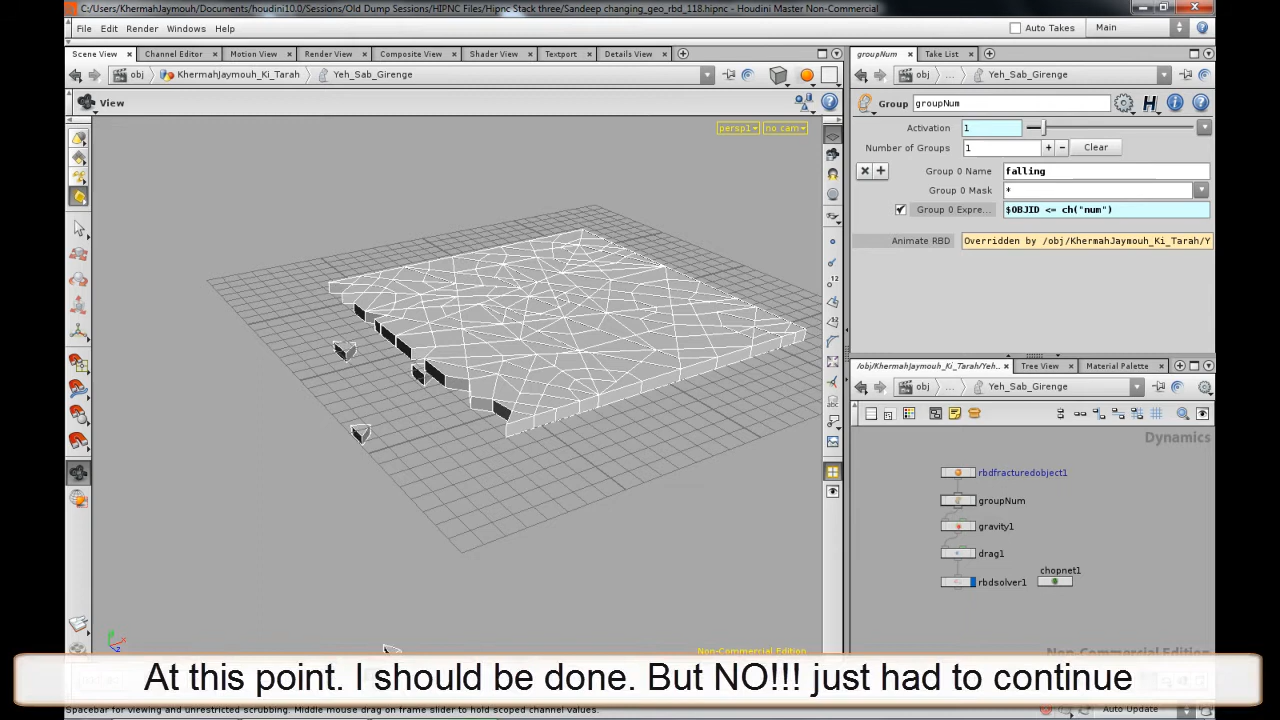 C:/Users/KhermahJaymouh/Documents/houdini10.0/Sessions/Old Dump Sessions/HIPNC Files/Hipnc Stack three/Sandeep changing_geo_rbd_118.hipnc - Houdini Master Non-Commercial
File Edit Render Windows Help Auto Takes Main
Scene View Channel Editor Motion View Render View Composite View Shader View Textport Details View
groupNum Take List
obj KhermahJaymouh_Ki_Tarah Yeh_Sab_Girenge
obj ... Yeh_Sab_Girenge
View
Group groupNum
persp1 no cam
Activation 1
Number of Groups 1 Clear
Group 0 Name falling
Group 0 Mask *
Group 0 Expre... $OBJID <= ch("num")
Animate RBD Overridden by /obj/KhermahJaymouh_Ki_Tarah/Y
/obj/KhermahJaymouh_Ki_Tarah/Yeh... Tree View Material Palette
obj ... Yeh_Sab_Girenge
Dynamics
rbdfracturedobject1
groupNum
gravity1
drag1
chopnet1
rbdsolver1
Non-Commercial Edition
Non-Commercial Edition
At this point. I should be done. But NO!!! just had to continue
Spacebar for viewing and unrestricted scrubbing. Middle mouse drag on frame slider to hold scoped channel values.
Auto Update